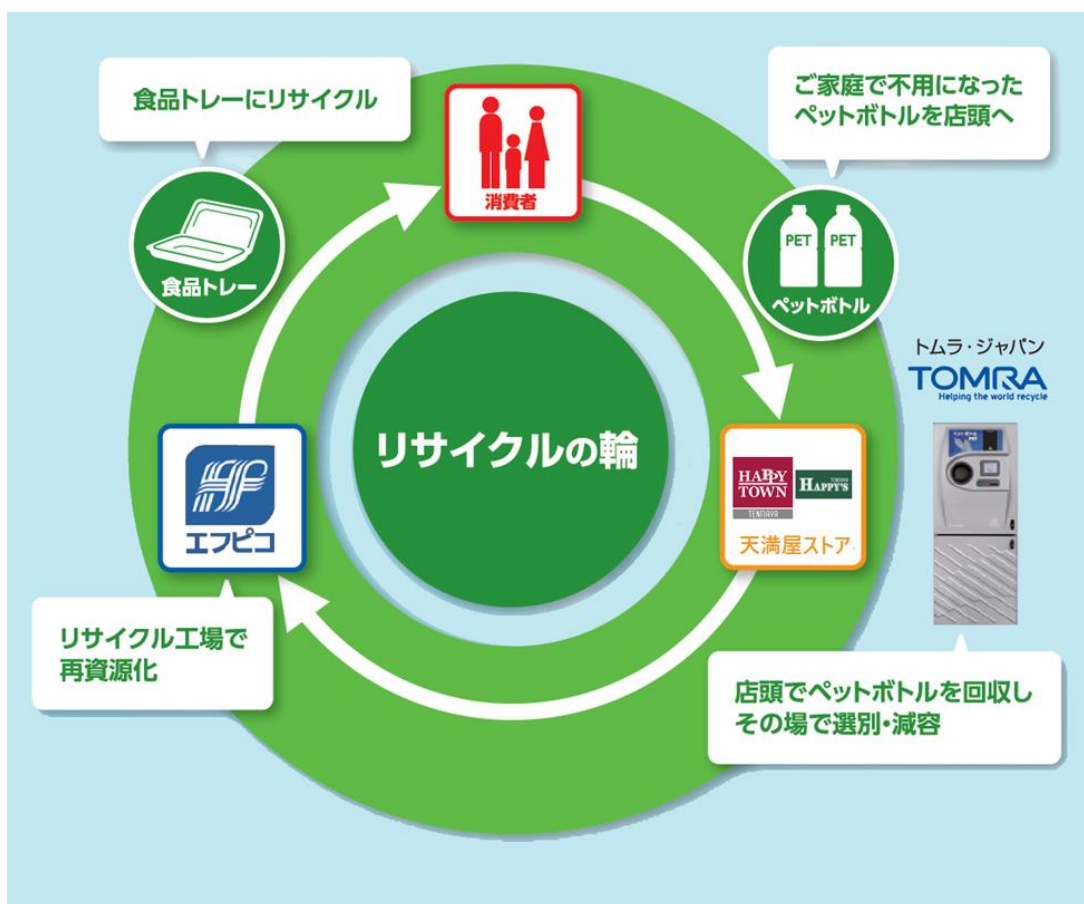 食品トレーにリサイクル
ご家庭で不用になった
ペットボトルを店頭へ
消費者
食品トレー
PET PET
ペットボトル
トムラ・ジャパン
TOMRA
Helping the world recycle
リサイクルの輪
エフピコ
HAPPY
TOWN
TENMAYA
HAPPY'S
天満屋ストア
リサイクル工場で
再資源化
店頭でペットボトルを回収し
その場で選別・減容